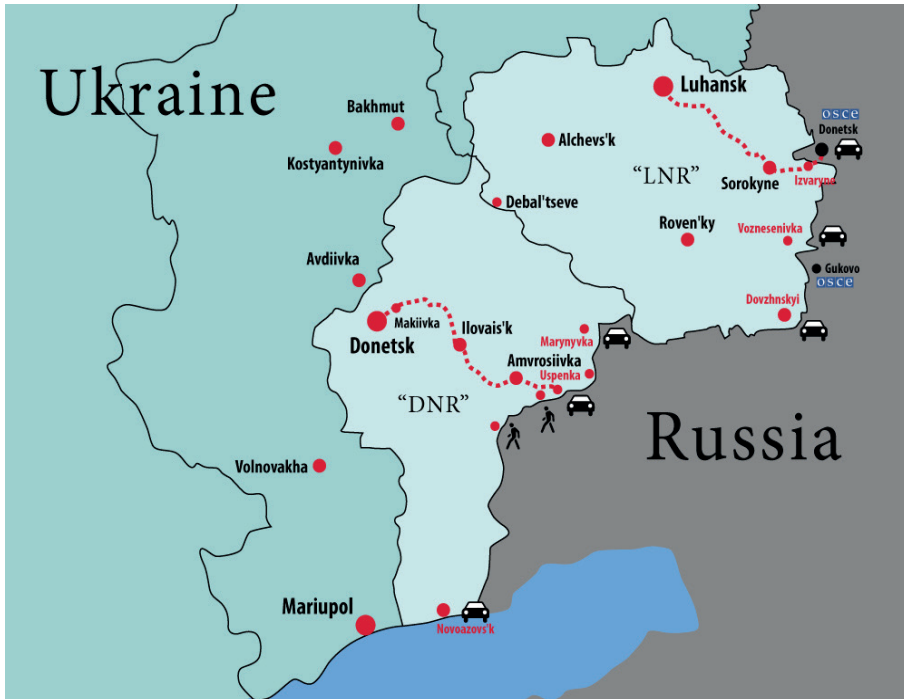 Ukraine
Luhansk
Bakhmut
osce
Donetsk
Alchevs'k
Kostyantynivka
"LNR"
Sorokyne
Izvaryne
Debal'tseve
Roven'ky
Voznesenivka
Avdiivka
Gukovo
osce
Dovzhnskyi
Makiivka
Ilovais'k
Donetsk
Marynyvka
Amvrosiivka
Uspenka
"DNR"
Russia
Volnovakha
Mariupol
Novoazovs'k